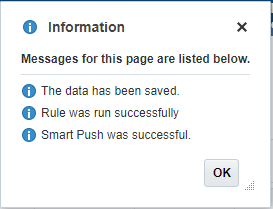 Information
Messages for this page are listed below.
The data has been saved.
Rule was run successfully
Smart Push was successful.
OK